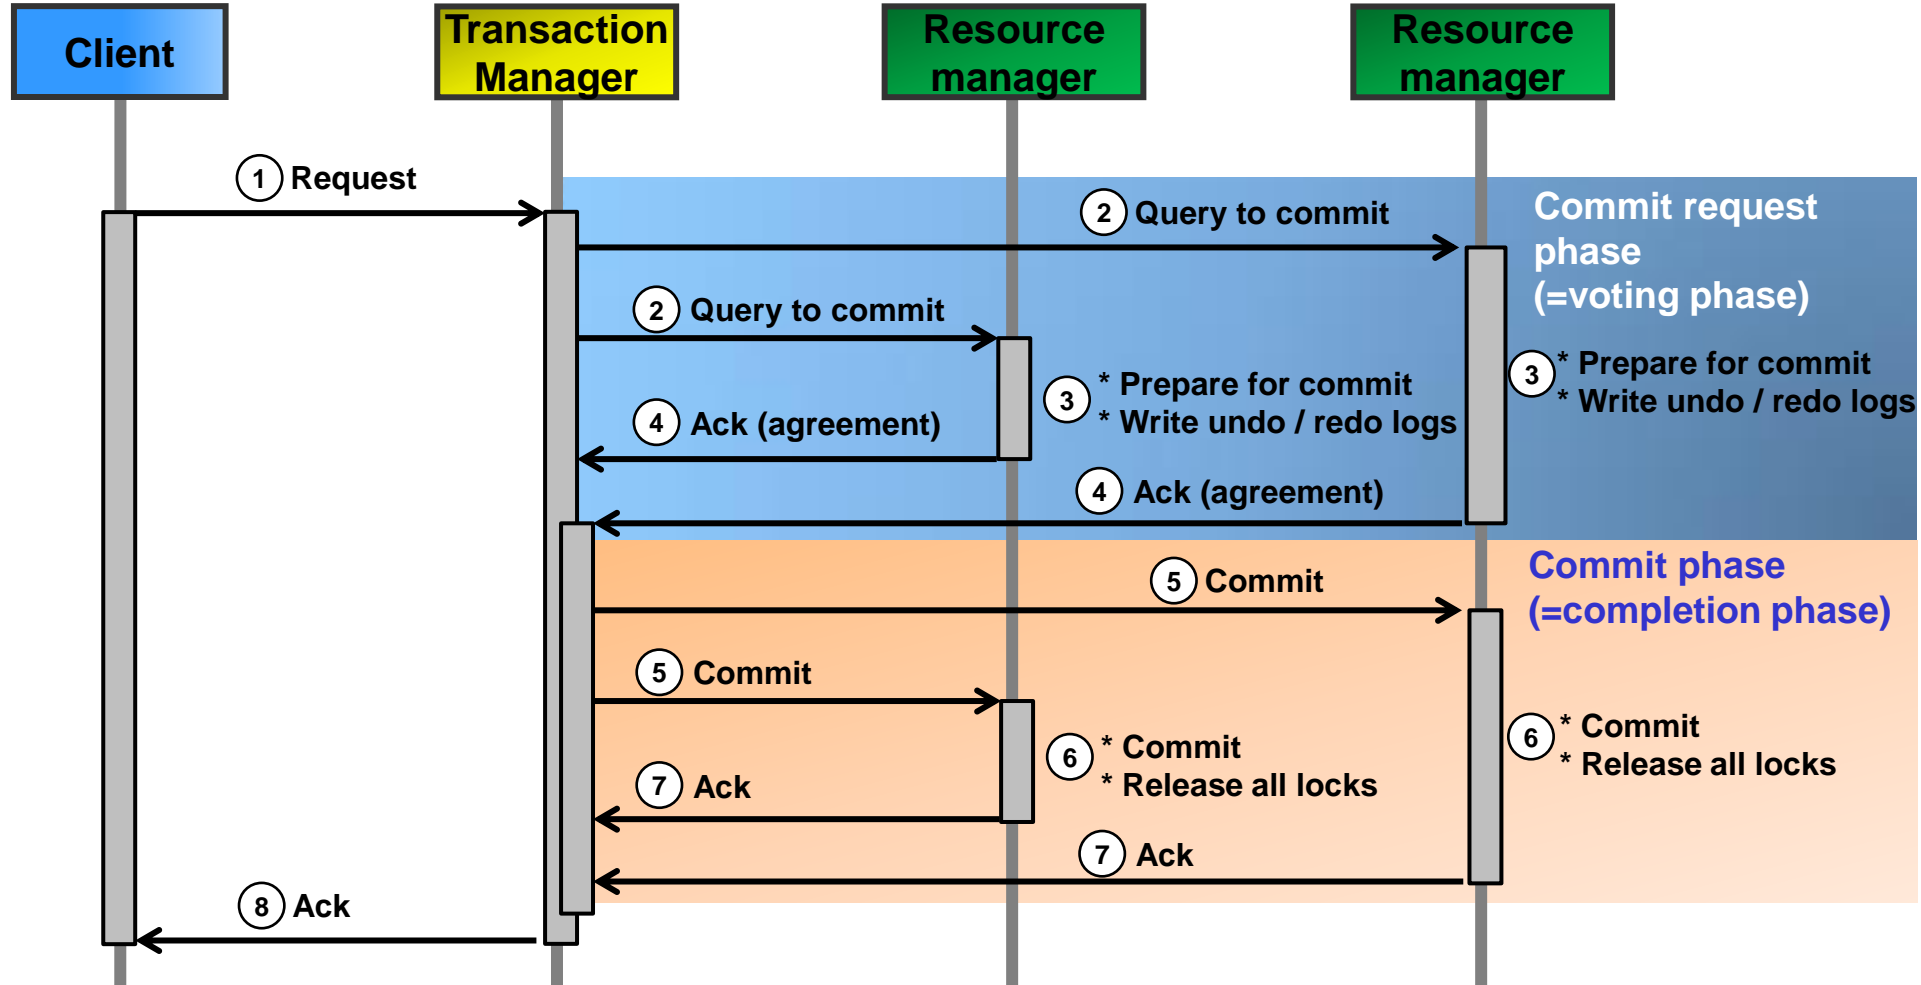 Client
Transaction
Manager
Resource
manager
Resource
manager
1 Request
2 Query to commit
Commit request
phase
(=voting phase)
2 Query to commit
3 * Prepare for commit
* Write undo / redo logs
3 * Prepare for commit
* Write undo / redo logs
4 Ack (agreement)
4 Ack (agreement)
Commit phase
(=completion phase)
5 Commit
5 Commit
6 * Commit
* Release all locks
6 * Commit
* Release all locks
7 Ack
7 Ack
8 Ack